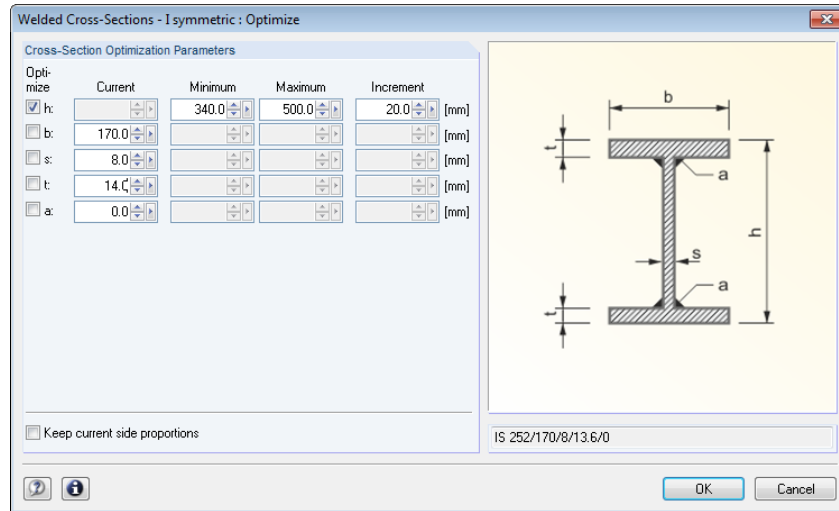 Welded Cross-Sections - I symmetric : Optimize
Cross-Section Optimization Parameters
Opti-
mize Current Minimum Maximum Increment
h: 340.0 500.0 20.0 [mm]
b: 170.0 [mm]
s: 8.0 [mm]
t: 14.0 [mm]
a: 0.0 [mm]
Keep current side proportions
b
t
a
h
s
a
t
IS 252/170/8/13.6/0
OK Cancel